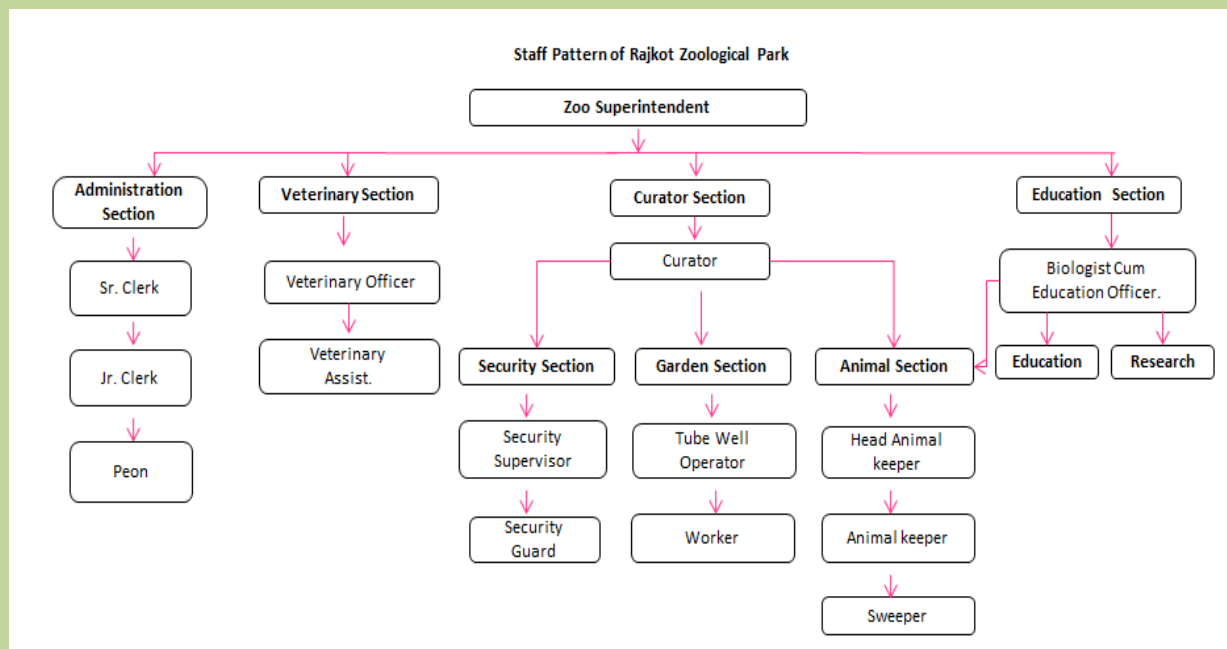 Staff Pattern of Rajkot Zoological Park
Zoo Superintendent
Administration
Section
Veterinary Section
Curator Section
Education Section
Sr. Clerk
Veterinary Officer
Curator
Biologist Cum
Education Officer.
Jr. Clerk
Veterinary
Assist.
Security Section
Garden Section
Animal Section
Education
Research
Peon
Security
Supervisor
Tube Well
Operator
Head Animal
keeper
Security
Guard
Worker
Animal keeper
Sweeper